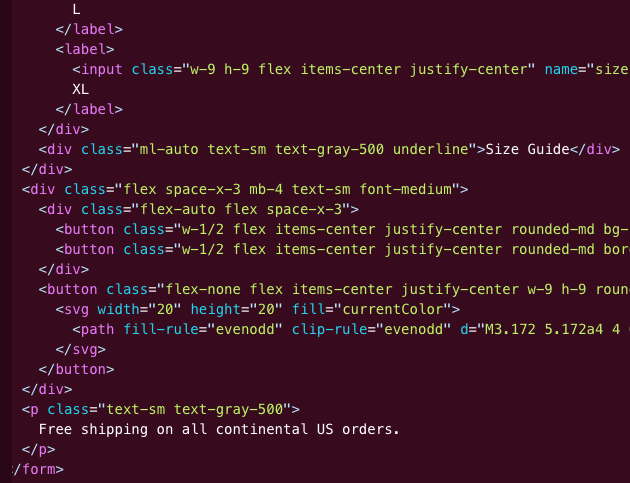 L
</label>
<label>
<input class="w-9 h-9 flex items-center justify-center" name="size
XL
</label>
</div>
<div class="ml-auto text-sm text-gray-500 underline">Size Guide</div>
</div>
<div class="flex space-x-3 mb-4 text-sm font-medium">
<div class="flex-auto flex space-x-3">
<button class="w-1/2 flex items-center justify-center rounded-md bg-
<button class="w-1/2 flex items-center justify-center rounded-md bor
</div>
<button class="flex-none flex items-center justify-center w-9 h-9 roun
<svg width="20" height="20" fill="currentColor">
<path fill-rule="evenodd" clip-rule="evenodd" d="M3.172 5.172a4 4
</svg>
</button>
</div>
<p class="text-sm text-gray-500">
Free shipping on all continental US orders.
</p>
/form>